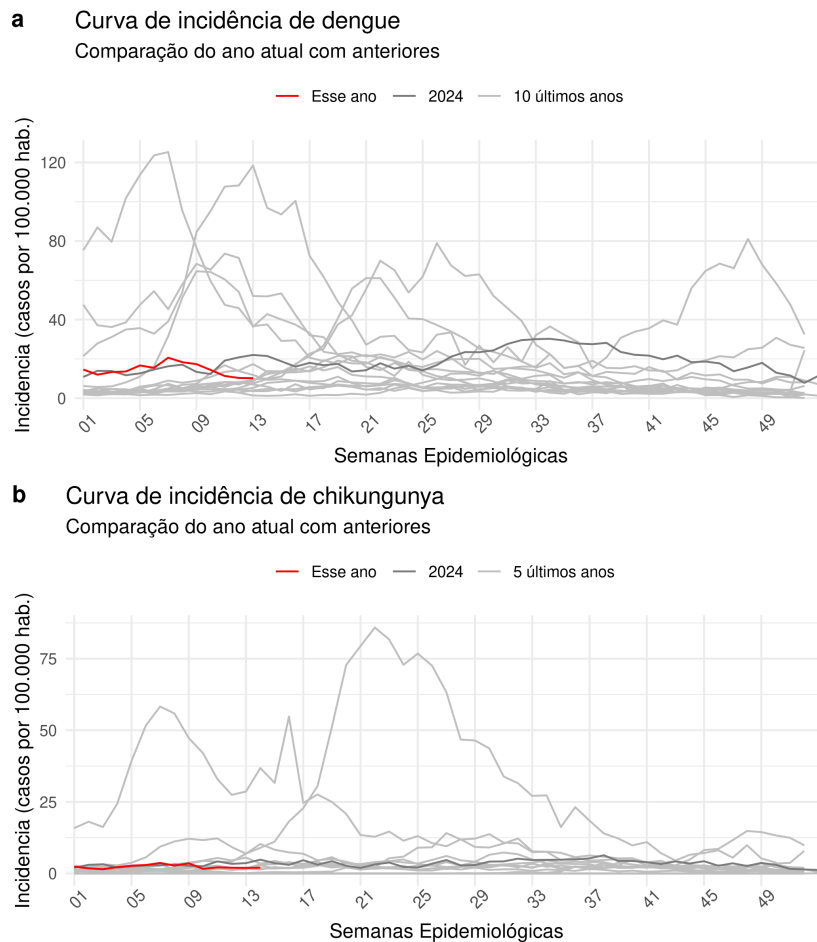 a
Curva de incidência de dengue
Comparação do ano atual com anteriores
Esse ano 2024 10 últimos anos
Incidencia (casos por 100.000 hab.)
120
80
40
0
01 05 09 13 17 21 25 29 33 37 41 45 49
Semanas Epidemiológicas
b
Curva de incidência de chikungunya
Comparação do ano atual com anteriores
Esse ano 2024 5 últimos anos
Incidencia (casos por 100.000 hab.)
75
50
25
0
01 05 09 13 17 21 25 29 33 37 41 45 49
Semanas Epidemiológicas